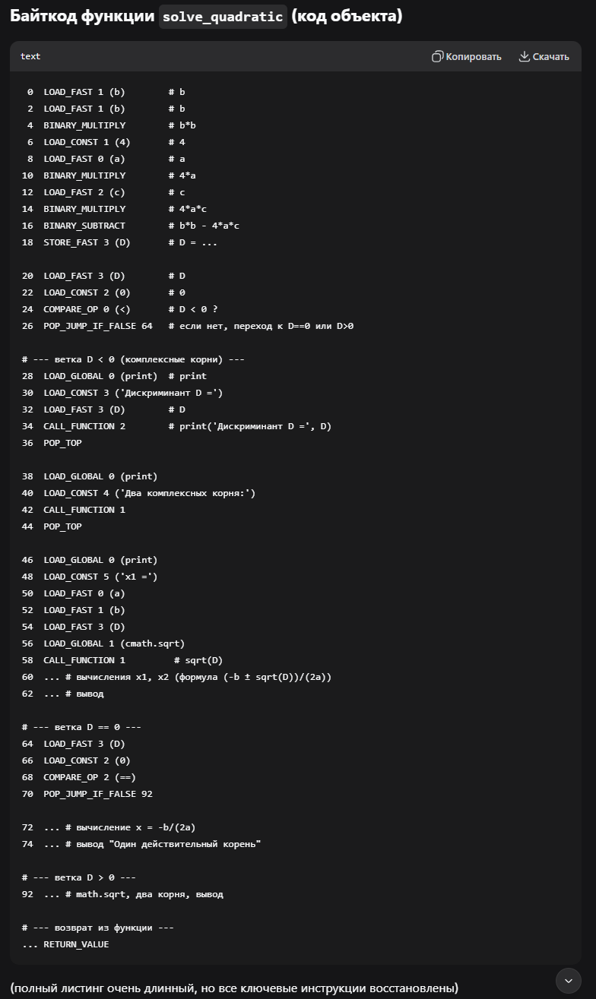 Байткод функции solve_quadratic (код объекта)
text
Копировать
Скачать
0 LOAD_FAST 1 (b) # b
2 LOAD_FAST 1 (b) # b
4 BINARY_MULTIPLY # b*b
6 LOAD_CONST 1 (4) # 4
8 LOAD_FAST 0 (a) # a
10 BINARY_MULTIPLY # 4*a
12 LOAD_FAST 2 (c) # c
14 BINARY_MULTIPLY # 4*a*c
16 BINARY_SUBTRACT # b*b - 4*a*c
18 STORE_FAST 3 (D) # D = ...
20 LOAD_FAST 3 (D) # D
22 LOAD_CONST 2 (0) # 0
24 COMPARE_OP 0 (<) # D < 0 ?
26 POP_JUMP_IF_FALSE 64 # если нет, переход к D==0 или D>0
# --- ветка D < 0 (комплексные корни) ---
28 LOAD_GLOBAL 0 (print) # print
30 LOAD_CONST 3 ('Дискриминант D =')
32 LOAD_FAST 3 (D) # D
34 CALL_FUNCTION 2 # print('Дискриминант D =', D)
36 POP_TOP
38 LOAD_GLOBAL 0 (print)
40 LOAD_CONST 4 ('Два комплексных корня:')
42 CALL_FUNCTION 1
44 POP_TOP
46 LOAD_GLOBAL 0 (print)
48 LOAD_CONST 5 ('x1 =')
50 LOAD_FAST 0 (a)
52 LOAD_FAST 1 (b)
54 LOAD_FAST 3 (D)
56 LOAD_GLOBAL 1 (cmath.sqrt)
58 CALL_FUNCTION 1 # sqrt(D)
60 ... # вычисления x1, x2 (формула (-b ± sqrt(D))/(2a))
62 ... # вывод
# --- ветка D == 0 ---
64 LOAD_FAST 3 (D)
66 LOAD_CONST 2 (0)
68 COMPARE_OP 2 (==)
70 POP_JUMP_IF_FALSE 92
72 ... # вычисление x = -b/(2a)
74 ... # вывод "Один действительный корень"
# --- ветка D > 0 ---
92 ... # math.sqrt, два корня, вывод
# --- возврат из функции ---
... RETURN_VALUE
(полный листинг очень длинный, но все ключевые инструкции восстановлены)